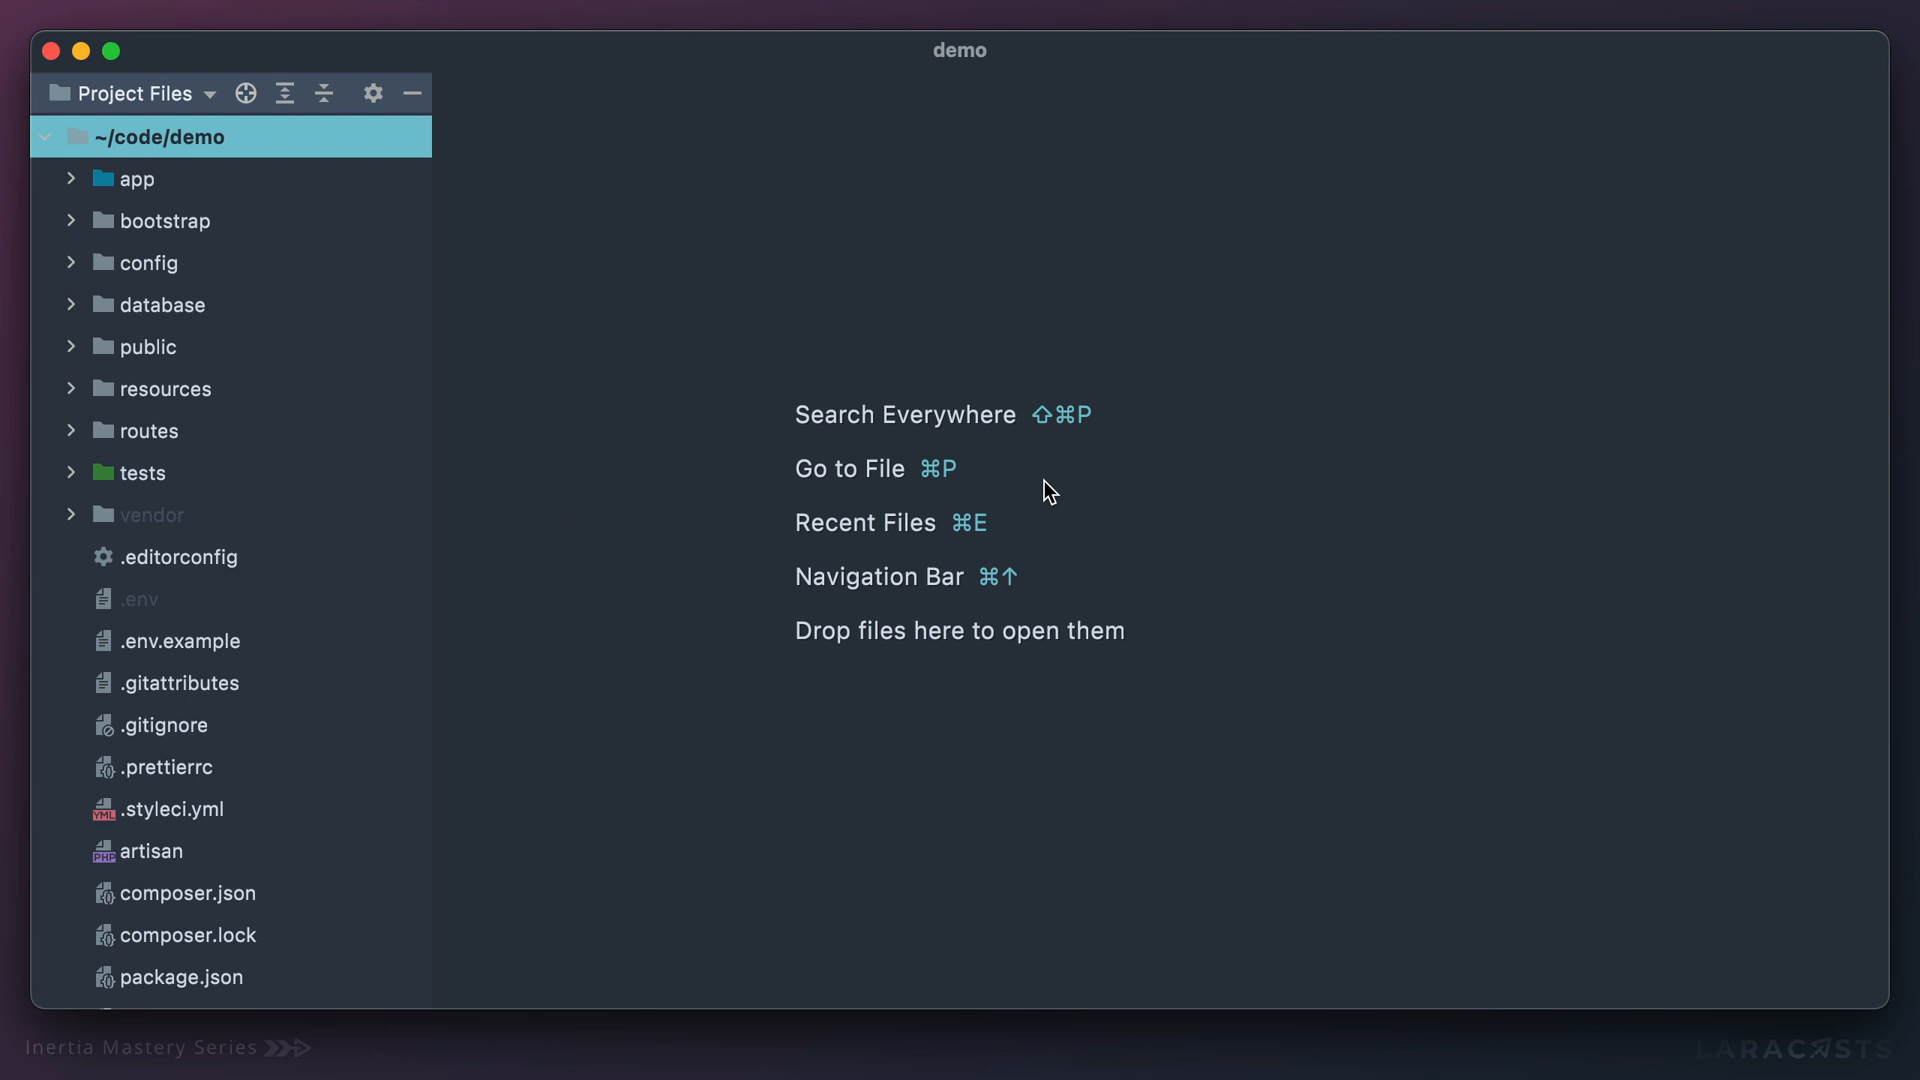 demo
Project Files
~/code/demo
app
bootstrap
config
database
public
resources
routes
tests
vendor
.editorconfig
.env
.env.example
.gitattributes
.gitignore
.prettierrc
.styleci.yml
artisan
composer.json
composer.lock
package.json
Search Everywhere ⇧⌘P
Go to File ⌘P
Recent Files ⌘E
Navigation Bar ⌘↑
Drop files here to open them
Inertia Mastery Series
LARACASTS